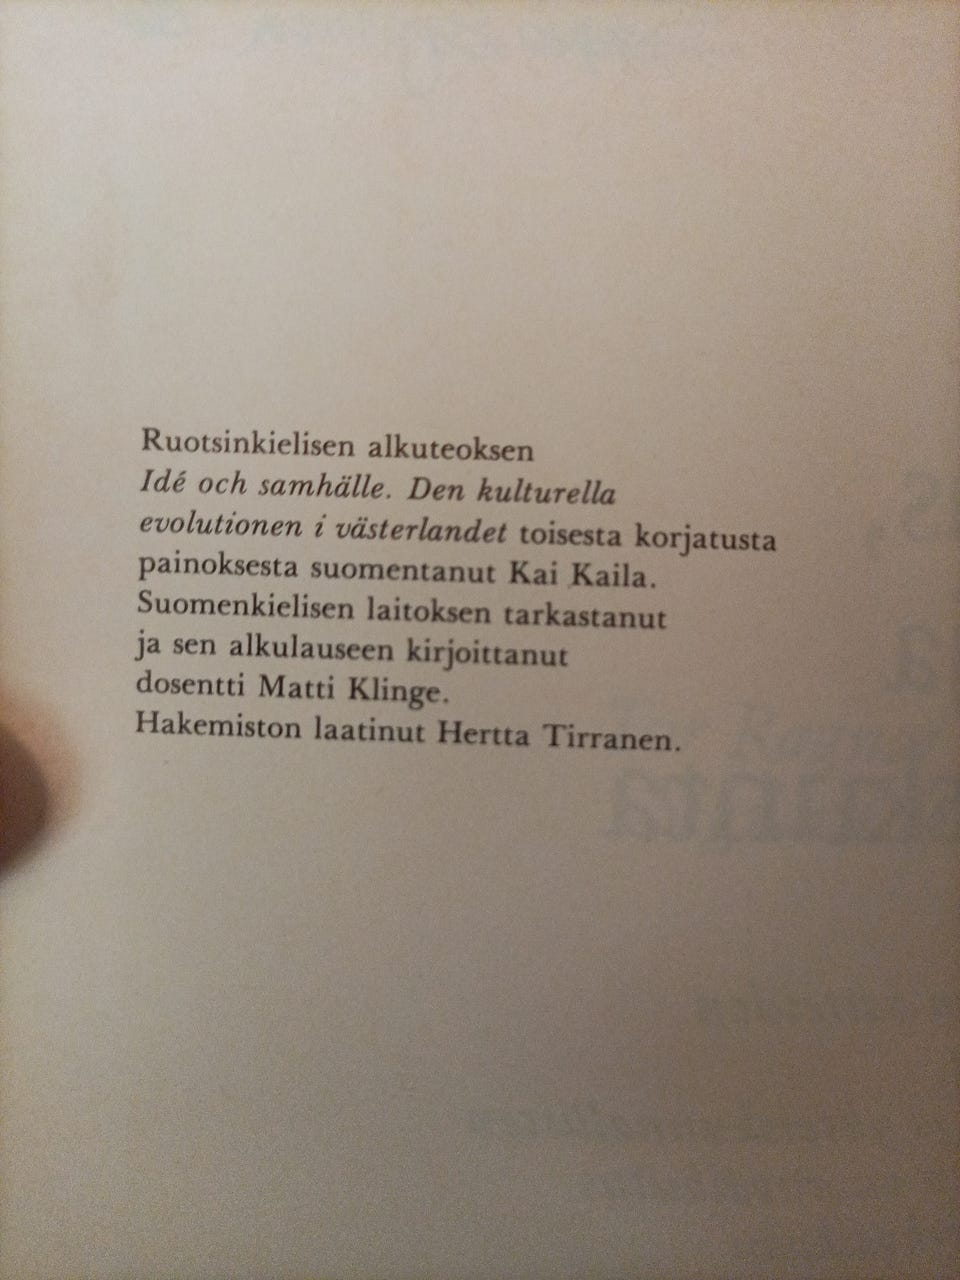 Ruotsinkielisen alkuteoksen
Idé och samhälle. Den kulturella
evolutionen i västerlandet toisesta korjatusta
painoksesta suomentanut Kai Kaila.
Suomenkielisen laitoksen tarkastanut
ja sen alkulauseen kirjoittanut
dosentti Matti Klinge.
Hakemiston laatinut Hertta Tirranen.